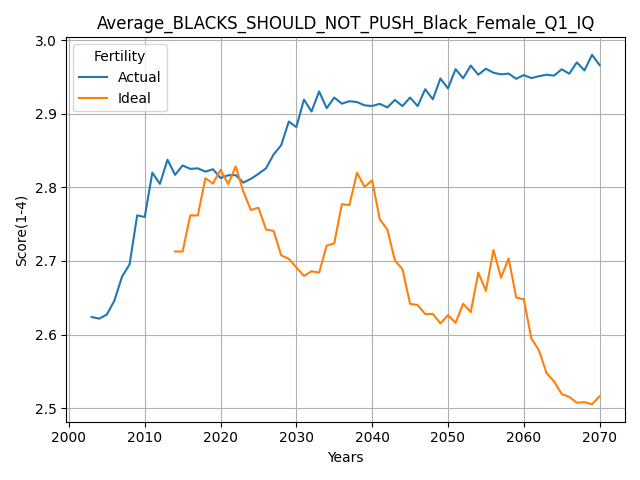 Average_BLACKS_SHOULD_NOT_PUSH_Black_Female_Q1_IQ
Fertility
Actual
Ideal
Score(1-4)
3.0
2.9
2.8
2.7
2.6
2.5
2000 2010 2020 2030 2040 2050 2060 2070
Years